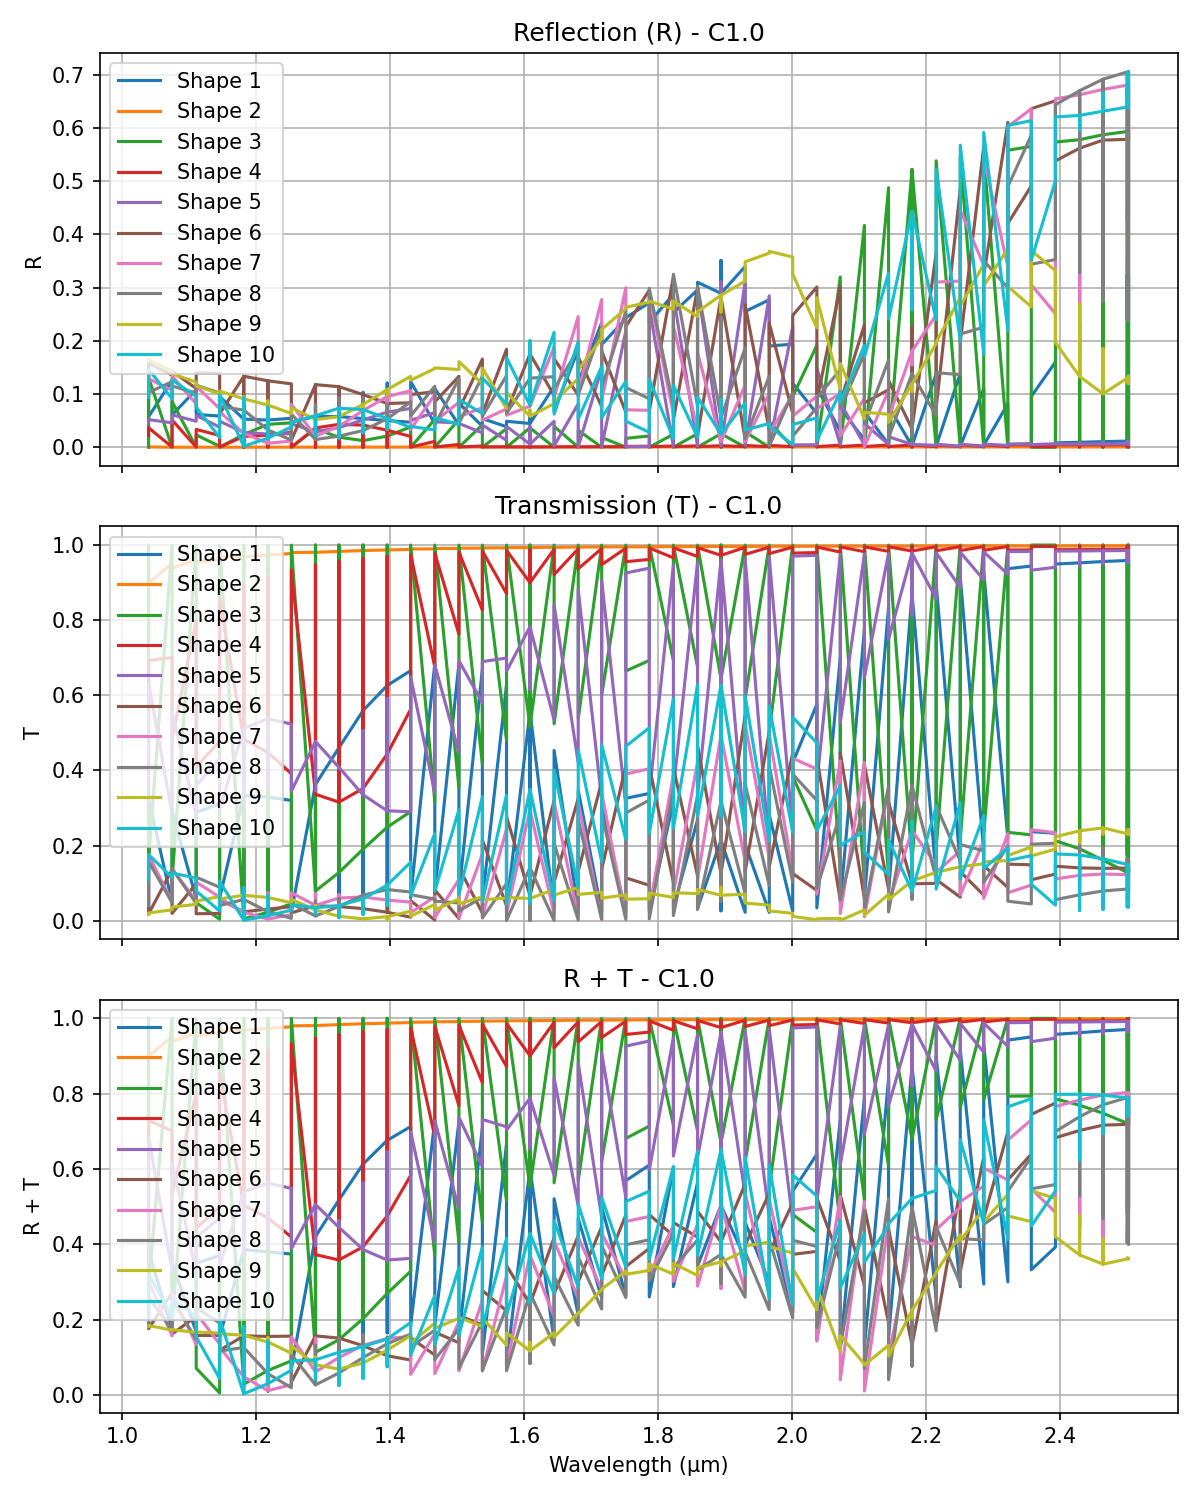 Reflection (R) - C1.0
0.7
0.6
0.5
0.4
0.3
0.2
0.1
0.0
R
Shape 1
Shape 2
Shape 3
Shape 4
Shape 5
Shape 6
Shape 7
Shape 8
Shape 9
Shape 10
Transmission (T) - C1.0
1.0
0.8
0.6
0.4
0.2
0.0
T
Shape 1
Shape 2
Shape 3
Shape 4
Shape 5
Shape 6
Shape 7
Shape 8
Shape 9
Shape 10
R + T - C1.0
1.0
0.8
0.6
0.4
0.2
0.0
R + T
Shape 1
Shape 2
Shape 3
Shape 4
Shape 5
Shape 6
Shape 7
Shape 8
Shape 9
Shape 10
1.0 1.2 1.4 1.6 1.8 2.0 2.2 2.4
Wavelength (μm)